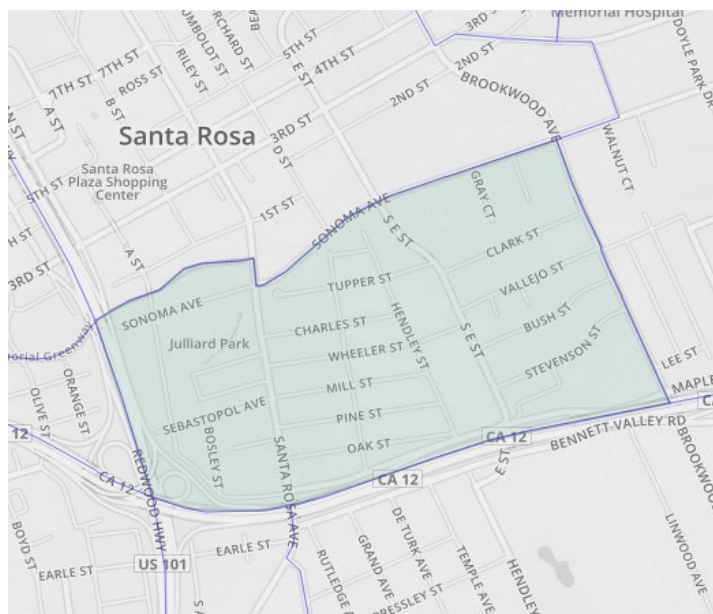 Memorial Hospital
3RD ST
DOYLE PARK DR
HUMBOLDT ST
ORCHARD ST
5TH ST
E ST
4TH ST
7TH ST
7TH ST
ROSS ST
RILEY ST
2ND ST
2ND ST
BROOKWOOD AVE
A ST
B ST
Santa Rosa
3RD ST
D ST
WALNUT CT
Santa Rosa
Plaza Shopping
Center
5TH ST
1ST ST
SONOMA AVE
S E ST
GRAY CT
3RD ST
A ST
CLARK ST
TUPPER ST
VALLEJO ST
SONOMA AVE
HENDLEY ST
CHARLES ST
BUSH ST
Julliard Park
S E ST
WHEELER ST
STEVENSON ST
LEE ST
OLIVE ST
ORANGE ST
MILL ST
MAPLE
SEBASTOPOL AVE
PINE ST
12
BOSLEY ST
SANTA ROSA AVE
OAK ST
CA 12
BENNETT VALLEY RD
BROOKWOOD
CA 12
REDWOOD HWY
CA 12
E ST
BOYD ST
EARLE ST
US 101
EARLE ST
RUTLEDGE AVE
GRAND AVE
DE TURK AVE
TEMPLE AVE
HENDLEY
LINWOOD AVE
PRESSLEY ST